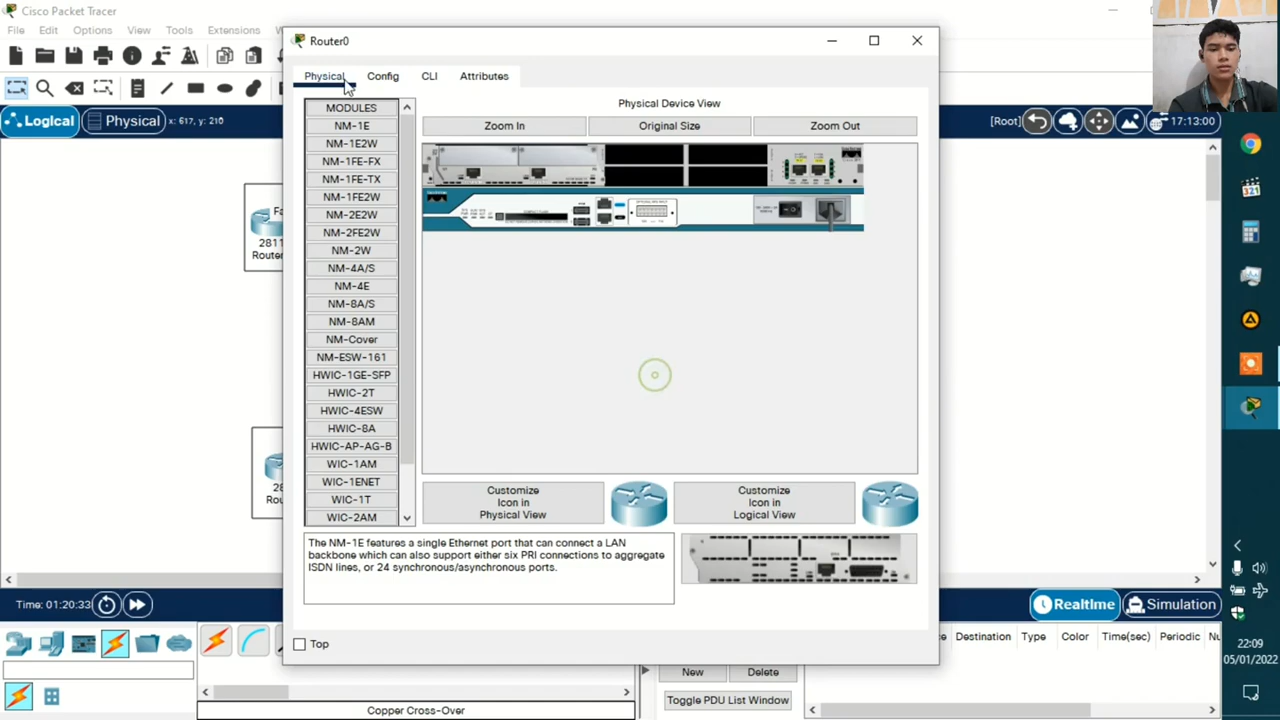 Cisco Packet Tracer
File Edit Options View Tools Extensions
Logical Physical x: 617, y: 210
[Root] 17:13:00
Fa
2811
Router
28
Rou
Router0
Physical Config CLI Attributes
MODULES
NM-1E
NM-1E2W
NM-1FE-FX
NM-1FE-TX
NM-1FE2W
NM-2E2W
NM-2FE2W
NM-2W
NM-4A/S
NM-4E
NM-8A/S
NM-8AM
NM-Cover
NM-ESW-161
HWIC-1GE-SFP
HWIC-2T
HWIC-4ESW
HWIC-8A
HWIC-AP-AG-B
WIC-1AM
WIC-1ENET
WIC-1T
WIC-2AM
Physical Device View
Zoom In Original Size Zoom Out
Customize
Icon in
Physical View
Customize
Icon in
Logical View
The NM-1E features a single Ethernet port that can connect a LAN
backbone which can also support either six PRI connections to aggregate
ISDN lines, or 24 synchronous/asynchronous ports.
Top
Time: 01:20:33
Realtime Simulation
e Destination Type Color Time(sec) Periodic Nu
New Delete
Toggle PDU List Window
Copper Cross-Over
321
22:09
05/01/2022